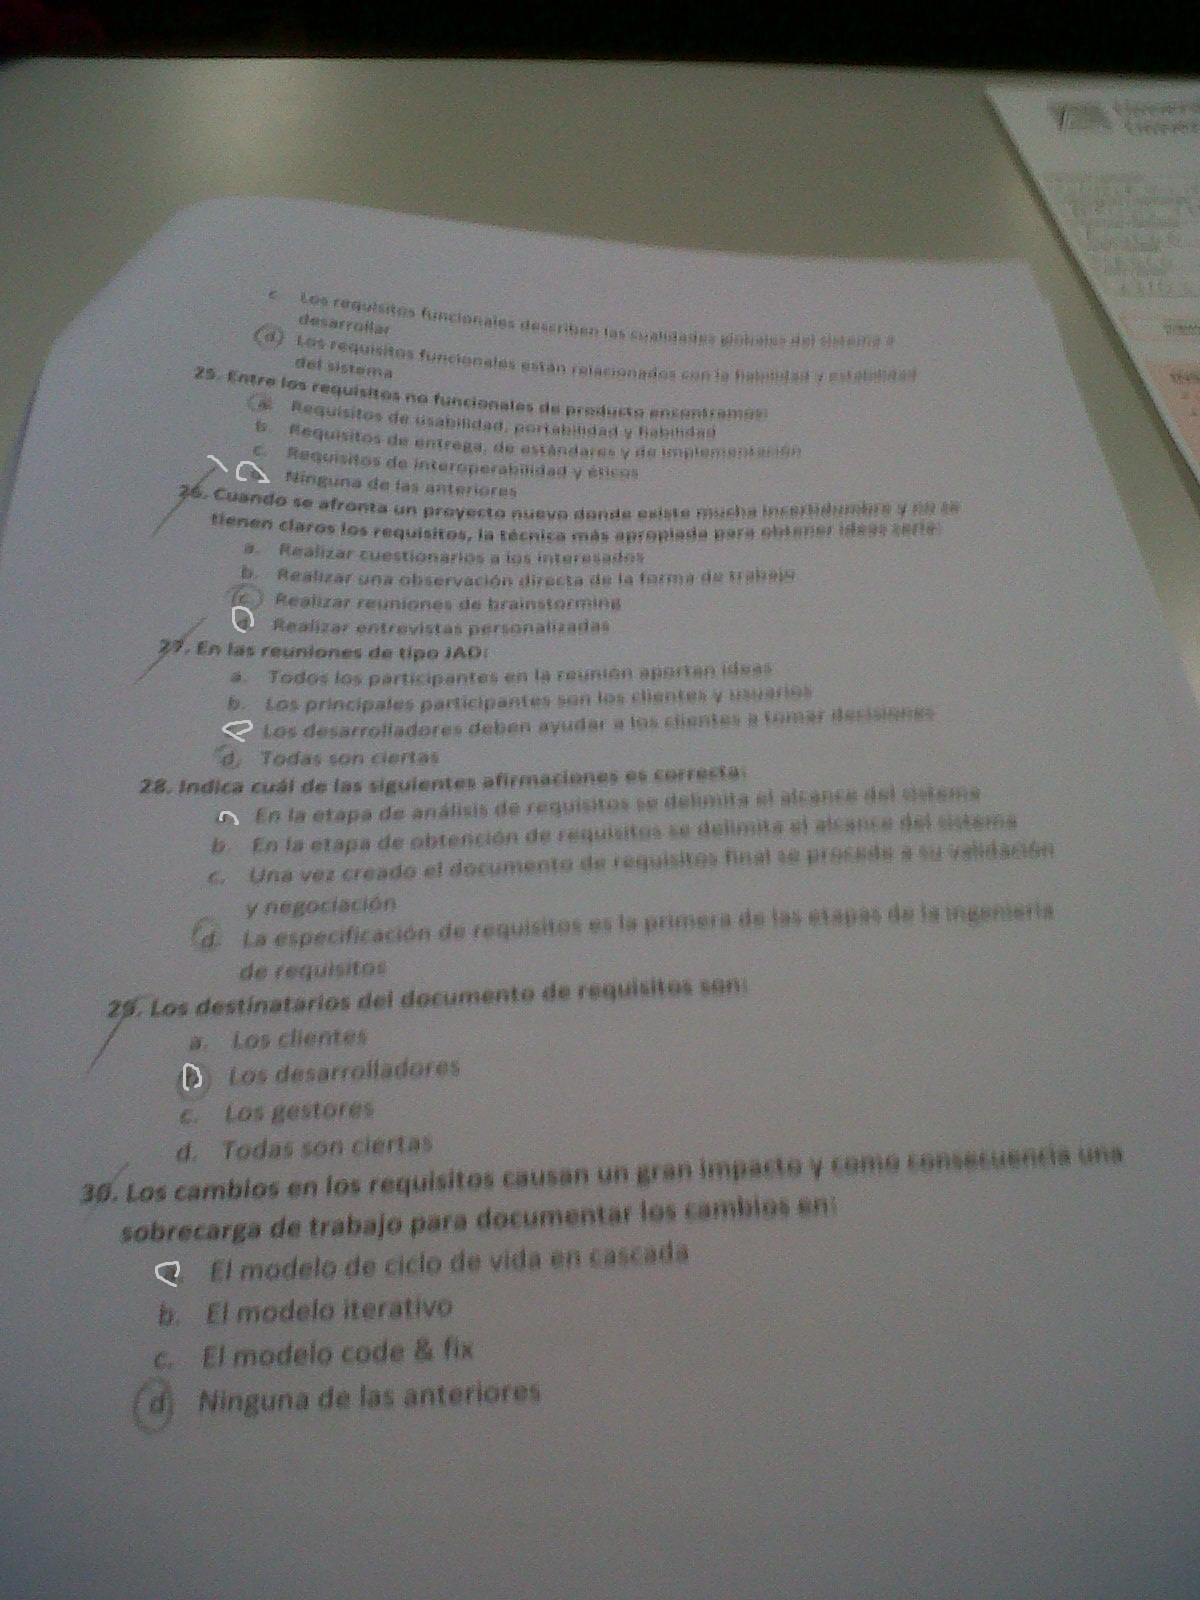 c. Los requisitos funcionales describen las cualidades globales del sistema a
desarrollar
d. Los requisitos funcionales están relacionados con la fiabilidad y estabilidad
del sistema
25. Entre los requisitos no funcionales de producto encontramos:
a. Requisitos de usabilidad, portabilidad y fiabilidad
b. Requisitos de entrega, de estándares y de implementación
c. Requisitos de interoperabilidad y éticos
Ninguna de las anteriores
26. Cuando se afronta un proyecto nuevo donde existe mucha incertidumbre y no se
tienen claros los requisitos, la técnica más apropiada para obtener ideas sería:
a. Realizar cuestionarios a los interesados
b. Realizar una observación directa de la forma de trabajo
c. Realizar reuniones de brainstorming
d. Realizar entrevistas personalizadas
27. En las reuniones de tipo JAD:
a. Todos los participantes en la reunión aportan ideas
b. Los principales participantes son los clientes y usuarios
Los desarrolladores deben ayudar a los clientes a tomar decisiones
d. Todas son ciertas
28. Indica cuál de las siguientes afirmaciones es correcta:
En la etapa de análisis de requisitos se delimita el alcance del sistema
b. En la etapa de obtención de requisitos se delimita el alcance del sistema
c. Una vez creado el documento de requisitos final se procede a su validación
y negociación
d. La especificación de requisitos es la primera de las etapas de la ingeniería
de requisitos
29. Los destinatarios del documento de requisitos son:
a. Los clientes
b Los desarrolladores
c. Los gestores
d. Todas son ciertas
30. Los cambios en los requisitos causan un gran impacto y como consecuencia una
sobrecarga de trabajo para documentar los cambios en:
a. El modelo de ciclo de vida en cascada
b. El modelo iterativo
c. El modelo code & fix
d Ninguna de las anteriores